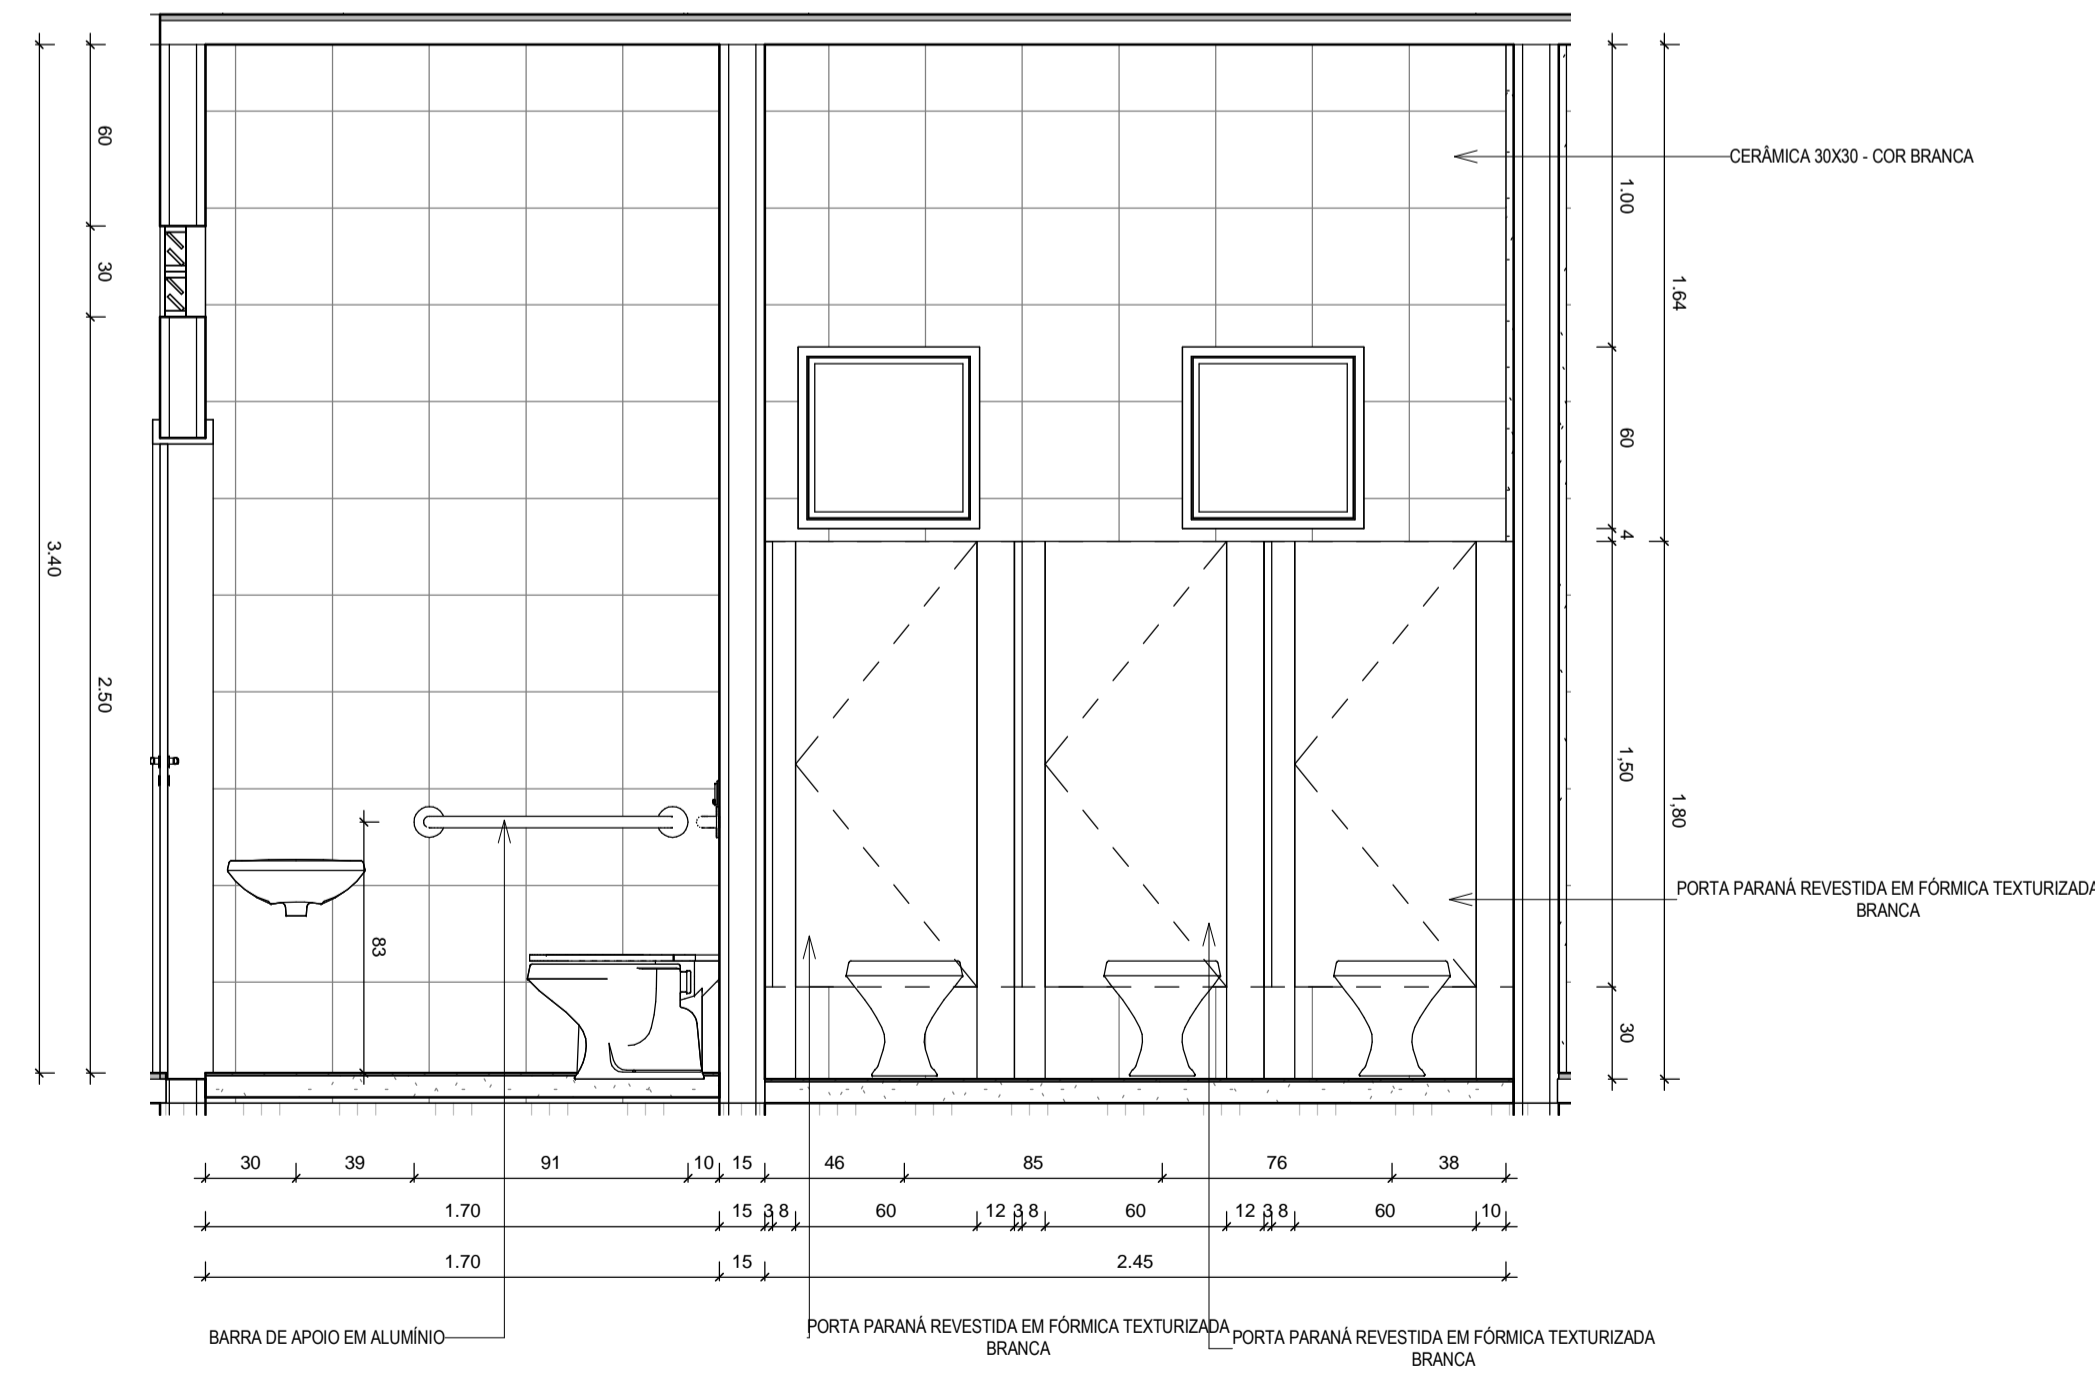 60
30
2.50
3.40
83
1.00
60
4
1,50
30
1.64
1,80
CERÂMICA 30X30 - COR BRANCA
PORTA PARANÁ REVESTIDA EM FÓRMICA TEXTURIZADA
BRANCA
30 39 91 10 15 46 85 76 38
1.70 15 3 8 60 12 3 8 60 12 3 8 60 10
1.70 15 2.45
BARRA DE APOIO EM ALUMÍNIO
PORTA PARANÁ REVESTIDA EM FÓRMICA TEXTURIZADA
BRANCA
PORTA PARANÁ REVESTIDA EM FÓRMICA TEXTURIZADA
BRANCA